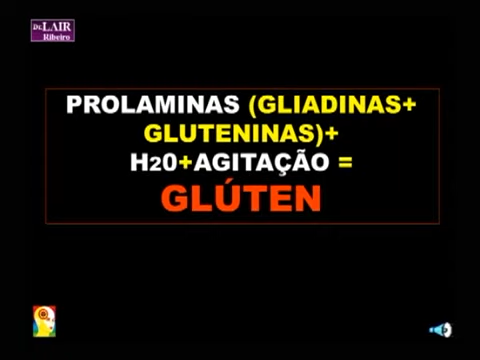 Dr. LAIR
Ribeiro
PROLAMINAS (GLIADINAS+
GLUTENINAS)+
H20+AGITAÇÃO =
GLÚTEN